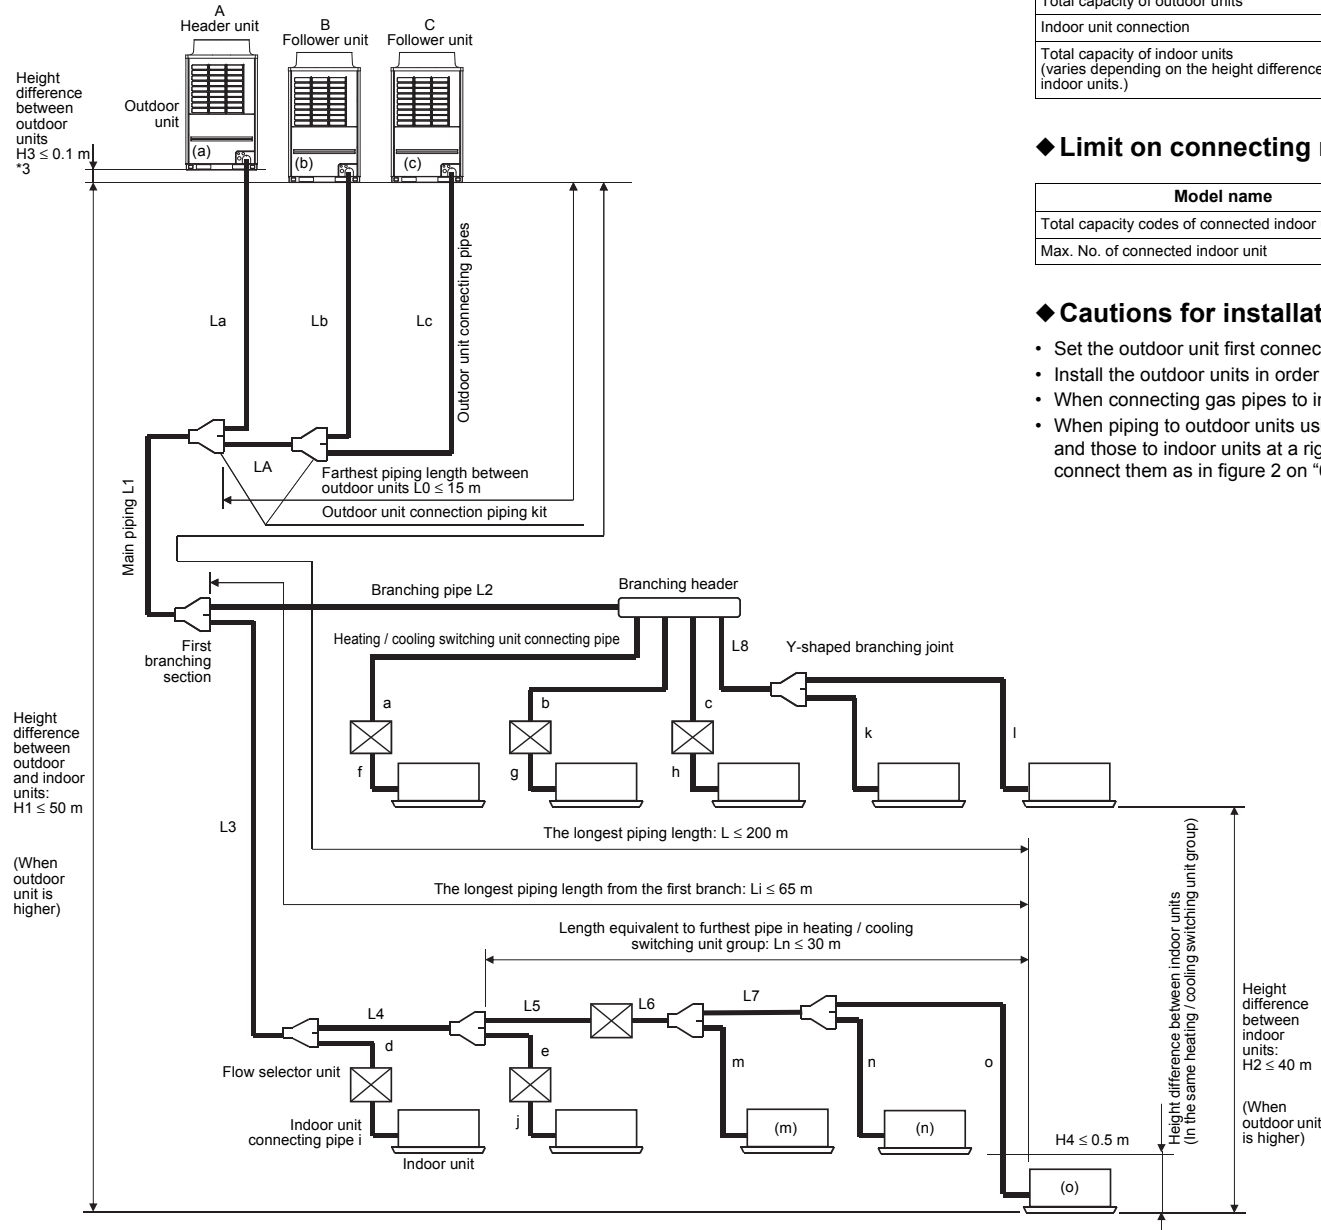 A
Header unit
B
Follower unit
C
Follower unit
Height
difference
between
outdoor
units
H3 ≤ 0.1 m
*3
Outdoor
unit
(a)
(b)
(c)
La
Lb
Lc
Outdoor unit connecting pipes
LA
Farthest piping length between
outdoor units L0 ≤ 15 m
Outdoor unit connection piping kit
Main piping L1
Branching pipe L2
Branching header
First
branching
section
Heating / cooling switching unit connecting pipe
L8
Y-shaped branching joint
a
b
c
k
l
f
g
h
Height
difference
between
outdoor
and indoor
units:
H1 ≤ 50 m
(When
outdoor
unit is
higher)
L3
The longest piping length: L ≤ 200 m
The longest piping length from the first branch: Li ≤ 65 m
Length equivalent to furthest pipe in heating / cooling
switching unit group: Ln ≤ 30 m
L4
L5
L6
L7
d
e
m
n
o
Flow selector unit
Indoor unit
connecting pipe i
j
Indoor unit
(m)
(n)
(o)
H4 ≤ 0.5 m
Height difference between indoor units
(In the same heating / cooling switching unit group)
Height
difference
between
indoor
units:
H2 ≤ 40 m
(When
outdoor unit
is higher)
Total capacity of outdoor units
Indoor unit connection
Total capacity of indoor units
(varies depending on the height difference
indoor units.)
◆ Limit on connecting
Model name
Total capacity codes of connected indoor
Max. No. of connected indoor unit
◆ Cautions for installat
• Set the outdoor unit first connec
• Install the outdoor units in order
• When connecting gas pipes to i
• When piping to outdoor units us
and those to indoor units at a rig
connect them as in figure 2 on “